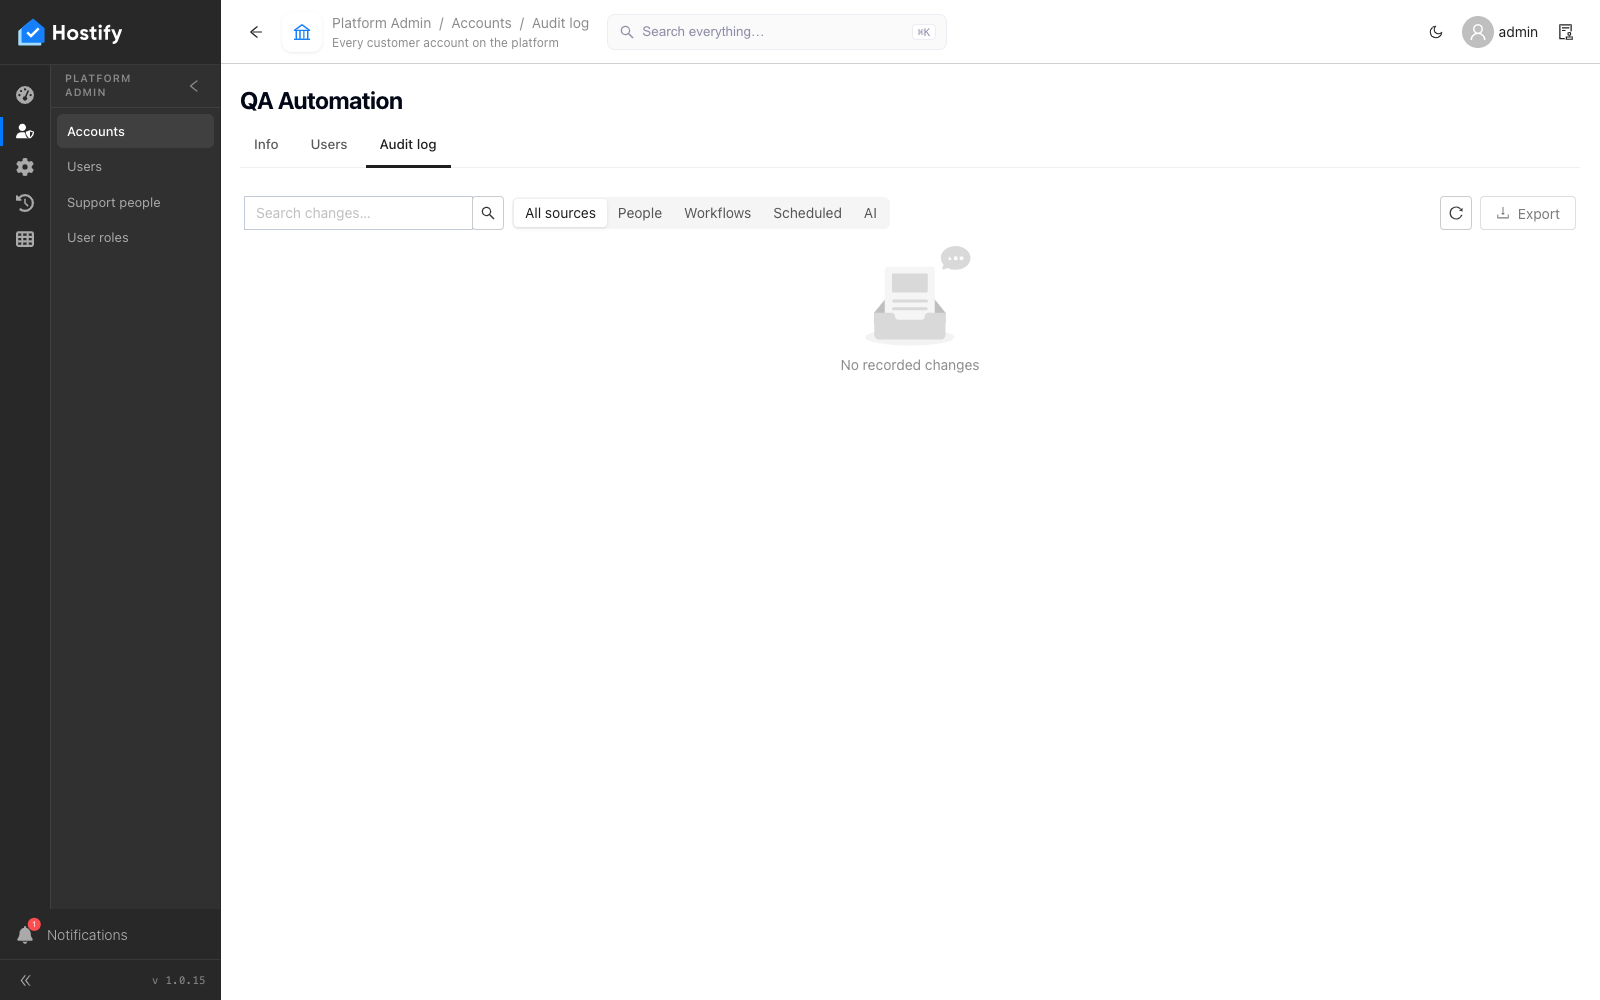 Hostify
Platform Admin / Accounts / Audit log
Every customer account on the platform
Search everything...
⌘K
admin
PLATFORM
ADMIN
Accounts
Users
Support people
User roles
QA Automation
Info
Users
Audit log
Search changes...
All sources
People
Workflows
Scheduled
AI
Export
No recorded changes
1
Notifications
v 1.0.15